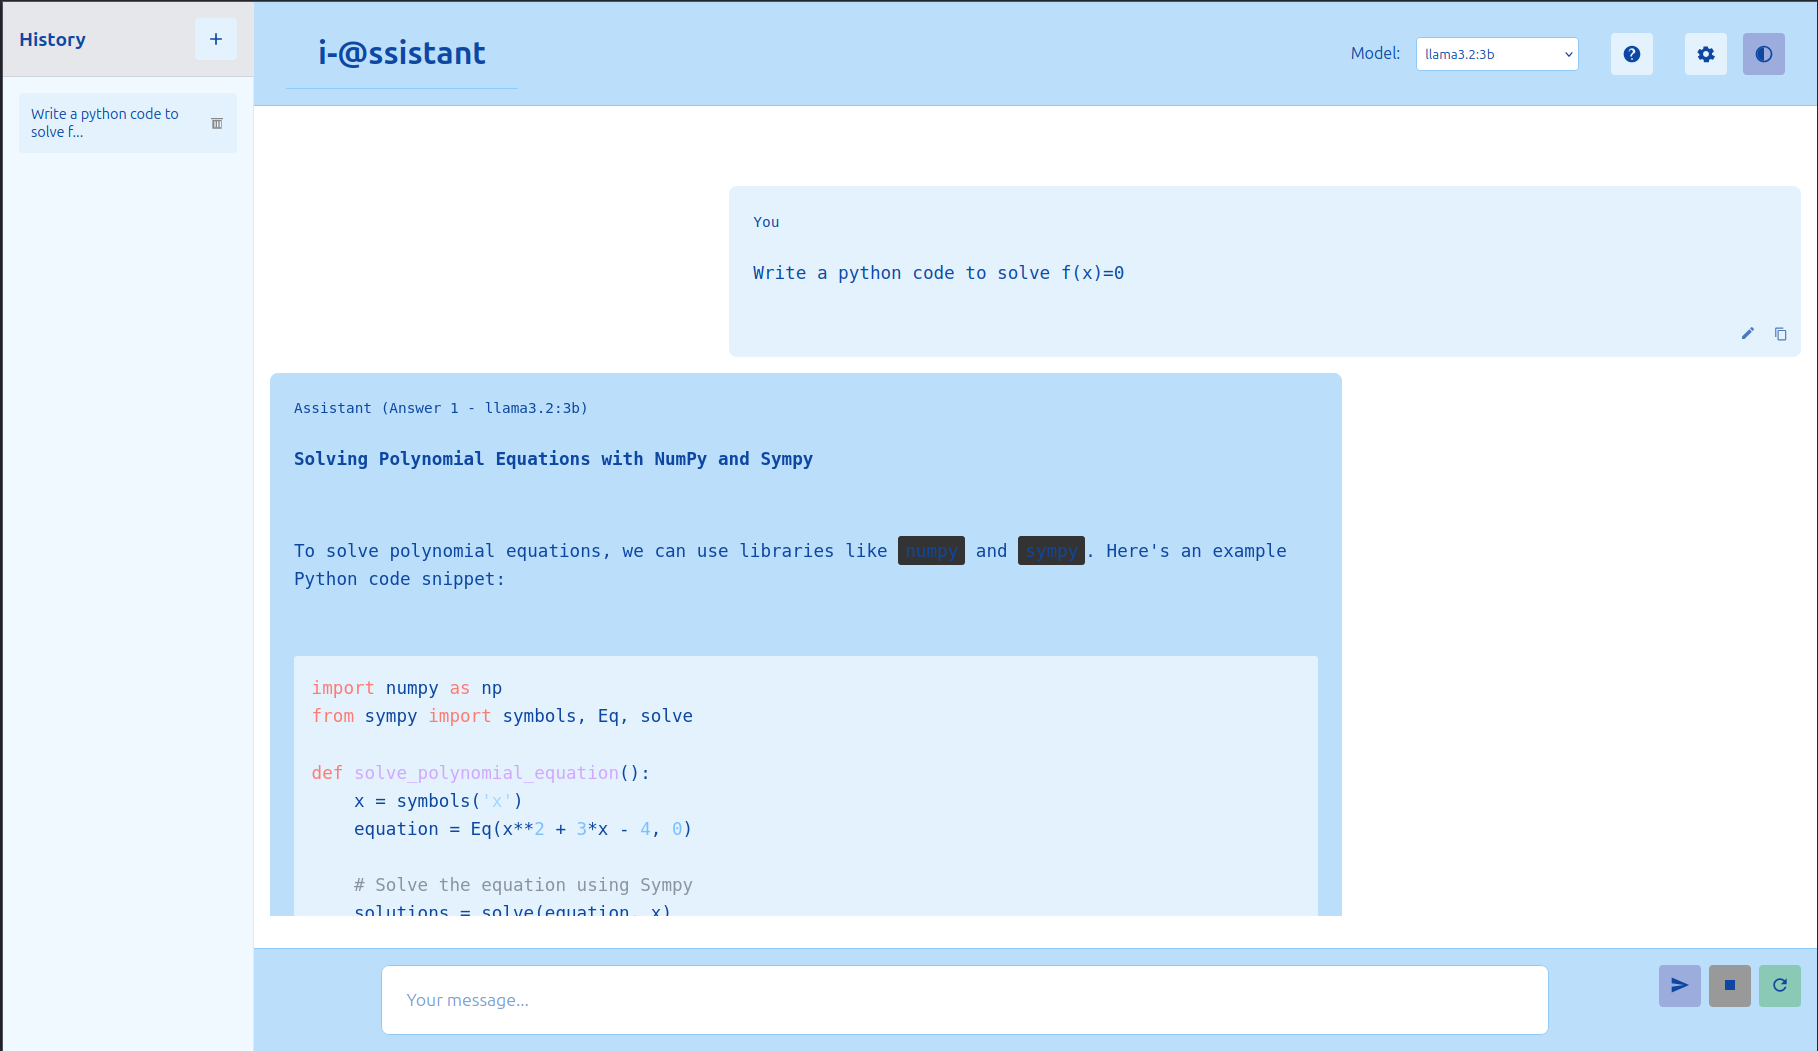 History
+
Write a python code to
solve f...
i-@ssistant
Model:
llama3.2:3b
You
Write a python code to solve f(x)=0
Assistant (Answer 1 - llama3.2:3b)
Solving Polynomial Equations with NumPy and Sympy
To solve polynomial equations, we can use libraries like numpy and sympy. Here's an example
Python code snippet:
import numpy as np
from sympy import symbols, Eq, solve
def solve_polynomial_equation():
    x = symbols('x')
    equation = Eq(x**2 + 3*x - 4, 0)
    # Solve the equation using Sympy
    solutions = solve(equation, x)
Your message...